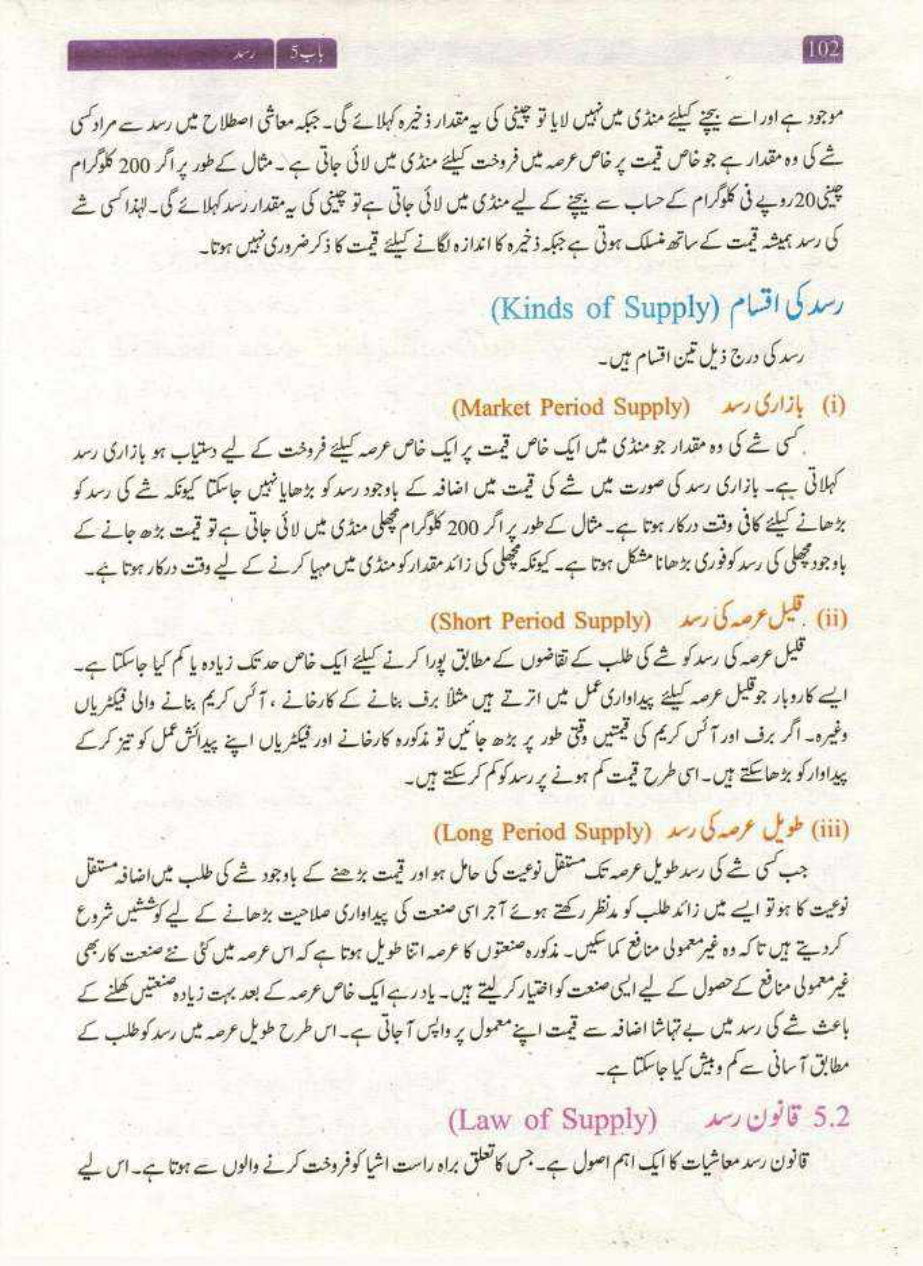 102
باب 5 رسد
موجود ہے اور اسے بیچنے کیلئے منڈی میں نہیں لایا تو چینی کی یہ مقدار ذخیرہ کہلائے گی۔ جبکہ معاشی اصطلاح میں رسد سے مراد کسی
شے کی وہ مقدار ہے جو خاص قیمت پر خاص عرصہ میں فروخت کیلئے منڈی میں لائی جاتی ہے۔ مثال کے طور پر اگر 200 کلوگرام
چینی 20 روپے فی کلوگرام کے حساب سے بیچنے کے لیے منڈی میں لائی جاتی ہے تو چینی کی یہ مقدار رسد کہلائے گی۔ لہٰذا کسی شے
کی رسد ہمیشہ قیمت کے ساتھ منسلک ہوتی ہے جبکہ ذخیرہ کا اندازہ لگانے کیلئے قیمت کا ذکر ضروری نہیں ہوتا۔
رسد کی اقسام (Kinds of Supply)
رسد کی درج ذیل تین اقسام ہیں۔
(i) بازاری رسد (Market Period Supply)
کسی شے کی وہ مقدار جو منڈی میں ایک خاص قیمت پر ایک خاص عرصہ کیلئے فروخت کے لیے دستیاب ہو بازاری رسد
کہلاتی ہے۔ بازاری رسد کی صورت میں شے کی قیمت میں اضافہ کے باوجود رسد کو بڑھایا نہیں جاسکتا کیونکہ شے کی رسد کو
بڑھانے کیلئے کافی وقت درکار ہوتا ہے۔ مثال کے طور پر اگر 200 کلوگرام مچھلی منڈی میں لائی جاتی ہے تو قیمت بڑھ جانے کے
باوجود مچھلی کی رسد کو فوری بڑھانا مشکل ہوتا ہے۔ کیونکہ مچھلی کی زائد مقدار کو منڈی میں مہیا کرنے کے لیے وقت درکار ہوتا ہے۔
(ii) قلیل عرصہ کی رسد (Short Period Supply)
قلیل عرصہ کی رسد کو شے کی طلب کے تقاضوں کے مطابق پورا کرنے کیلئے ایک خاص حد تک زیادہ یا کم کیا جاسکتا ہے۔
ایسے کاروبار جو قلیل عرصہ کیلئے پیداواری عمل میں اترتے ہیں مثلاً برف بنانے کے کارخانے ، آئس کریم بنانے والی فیکٹریاں
وغیرہ۔ اگر برف اور آئس کریم کی قیمتیں وقتی طور پر بڑھ جائیں تو مذکورہ کارخانے اور فیکٹریاں اپنے پیدائش عمل کو تیز کرکے
پیداوار کو بڑھا سکتے ہیں۔ اسی طرح قیمت کم ہونے پر رسد کو کم کر سکتے ہیں۔
(iii) طویل عرصہ کی رسد (Long Period Supply)
جب کسی شے کی رسد طویل عرصہ تک مستقل نوعیت کی حامل ہو اور قیمت بڑھنے کے باوجود شے کی طلب میں اضافہ مستقل
نوعیت کا ہو تو ایسے میں زائد طلب کو مدنظر رکھتے ہوئے آجر اسی صنعت کی پیداواری صلاحیت بڑھانے کے لیے کوششیں شروع
کردیتے ہیں تا کہ وہ غیر معمولی منافع کما سکیں۔ مذکورہ صنعتوں کا عرصہ اتنا طویل ہوتا ہے کہ اس عرصہ میں کئی نئے صنعت کار بھی
غیر معمولی منافع کے حصول کے لیے ایسی صنعت کو اختیار کر لیتے ہیں۔ یاد رہے ایک خاص عرصہ کے بعد بہت زیادہ صنعتیں کھلنے کے
باعث شے کی رسد میں بے تہاشا اضافہ سے قیمت اپنے معمول پر واپس آجاتی ہے۔ اس طرح طویل عرصہ میں رسد کو طلب کے
مطابق آسانی سے کم و بیش کیا جاسکتا ہے۔
5.2 قانون رسد (Law of Supply)
قانون رسد معاشیات کا ایک اہم اصول ہے۔ جس کا تعلق براہ راست اشیا کو فروخت کرنے والوں سے ہوتا ہے۔ اس لیے